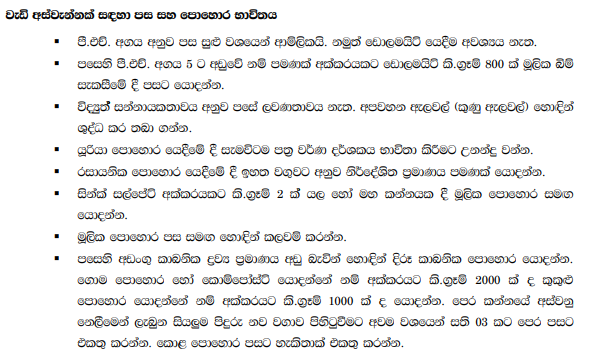 වැඩි අස්වැන්නක් සඳහා පස සහ පොහොර භාවිතය
▪ පී.එච්. අගය අනුව පස සුළු වශයෙන් ආම්ලිකයි. නමුත් ඩොලමයිට් යෙදීම අවශ්‍යය නැත.
▪ පසෙහි පී.එච්. අගය 5 ට අඩුවේ නම් පමණක් අක්කරයකට ඩොලමයිට් කි.ග්‍රෑම් 800 ක් මූලික බිම්
සැකසීමේ දී පසට යොදන්න.
▪ විද්‍යුත් සන්නායකතාවය අනුව පසේ ලවණතාවය නැත. අපවහන ඇලවල් (කුණු ඇලවල්) හොඳින්
ශුද්ධ කර තබා ගන්න.
▪ යූරියා පොහොර යෙදීමේ දී සැමවිටම පත්‍ර වර්ණ දර්ශකය භාවිතා කිරීමට උනන්දු වන්න.
▪ රසායනික පොහොර යෙදීමේ දී ඉහත වගුවට අනුව නිර්දේශිත ප්‍රමාණය පමණක් යොදන්න.
▪ සින්ක් සල්ෆේට් අක්කරයකට කි.ග්‍රෑම් 2 ක් යල හෝ මහ කන්නයක දී මූලික පොහොර සමඟ
යොදන්න.
▪ මූලික පොහොර පස සමඟ හොඳින් කලවම් කරන්න.
▪ පසෙහි අඩංගු කාබනික ද්‍රව්‍ය ප්‍රමාණය අඩු බැවින් හොඳින් දිරූ කාබනික පොහොර යොදන්න.
ගොම පොහොර හෝ කොම්පෝස්ට් යොදන්නේ නම් අක්කරයට කි.ග්‍රෑම් 2000 ක් ද කුකුළු
පොහොර යොදන්නේ නම් අක්කරයට කි.ග්‍රෑම් 1000 ක් ද යොදන්න. පෙර කන්නයේ අස්වනු
නෙලීමෙන් ලැබුන සියලුම පිදුරු නව වගාව පිහිටුවීමට අවම වශයෙන් සති 03 කට පෙර පසට
එකතු කරන්න. කොළ පොහොර පසට හැකිතාක් එකතු කරන්න.